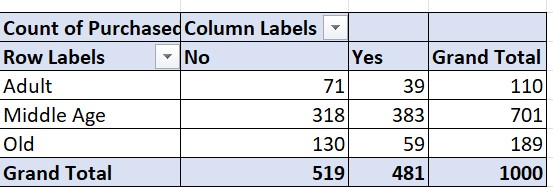 Count of Purchased Column Labels
Row Labels No Yes Grand Total
Adult 71 39 110
Middle Age 318 383 701
Old 130 59 189
Grand Total 519 481 1000